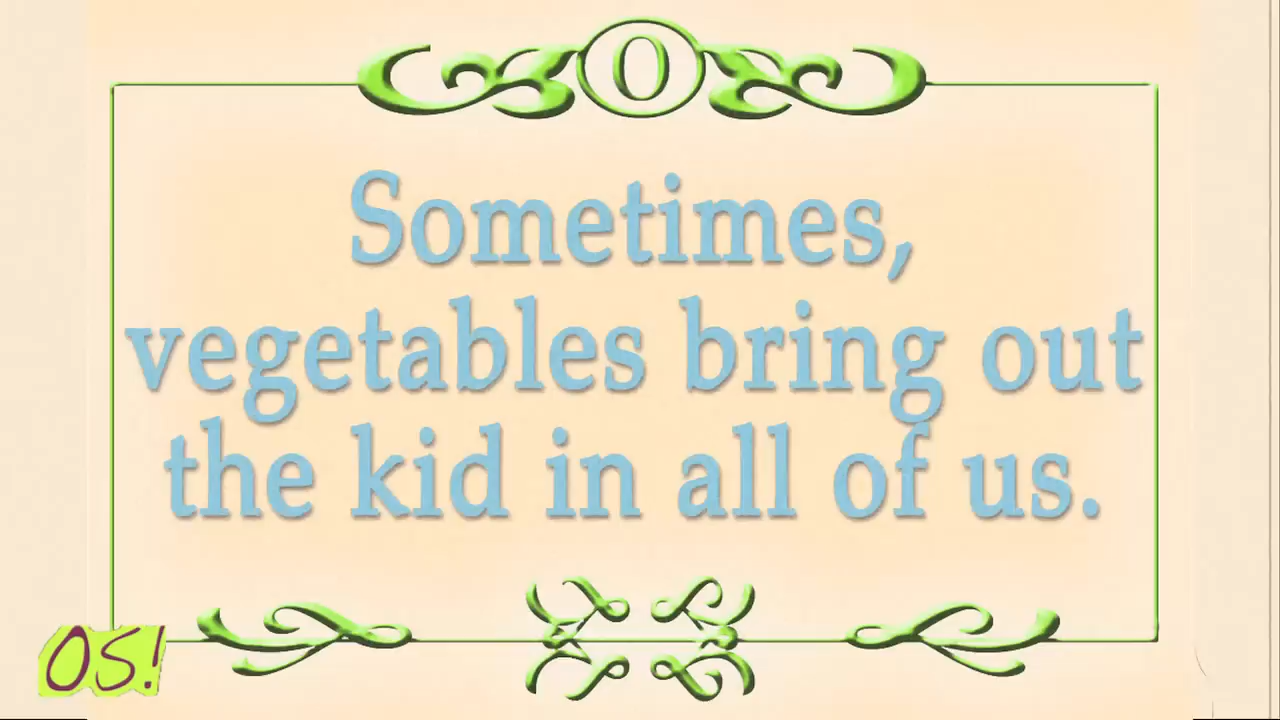 O
Sometimes,
vegetables bring out
the kid in all of us.
OS!